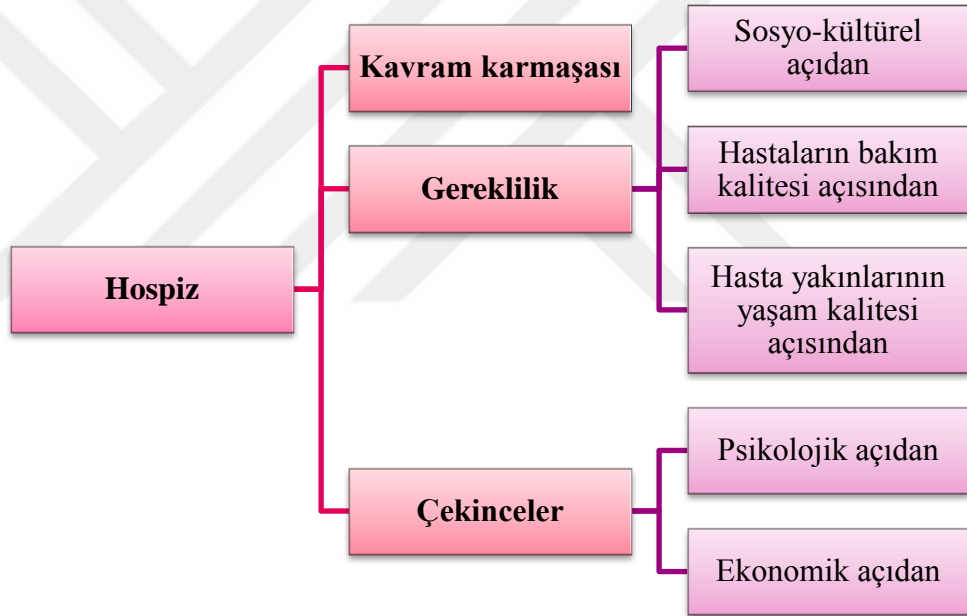 Hospiz
Kavram karmaşası
Gereklilik
Sosyo-kültürel
açıdan
Hastaların bakım
kalitesi açısından
Hasta yakınlarının
yaşam kalitesi
açısından
Çekinceler
Psikolojik açıdan
Ekonomik açıdan